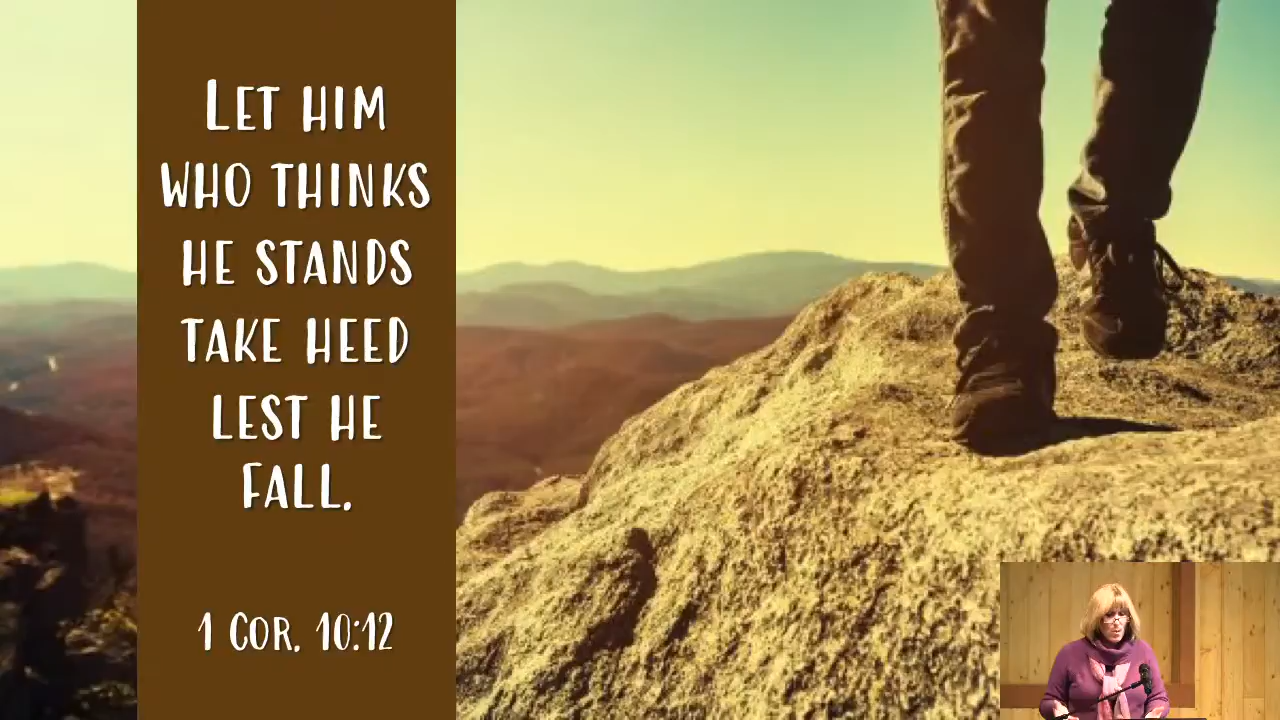 Let him
who thinks
he stands
take heed
lest he
fall.
1 Cor. 10:12